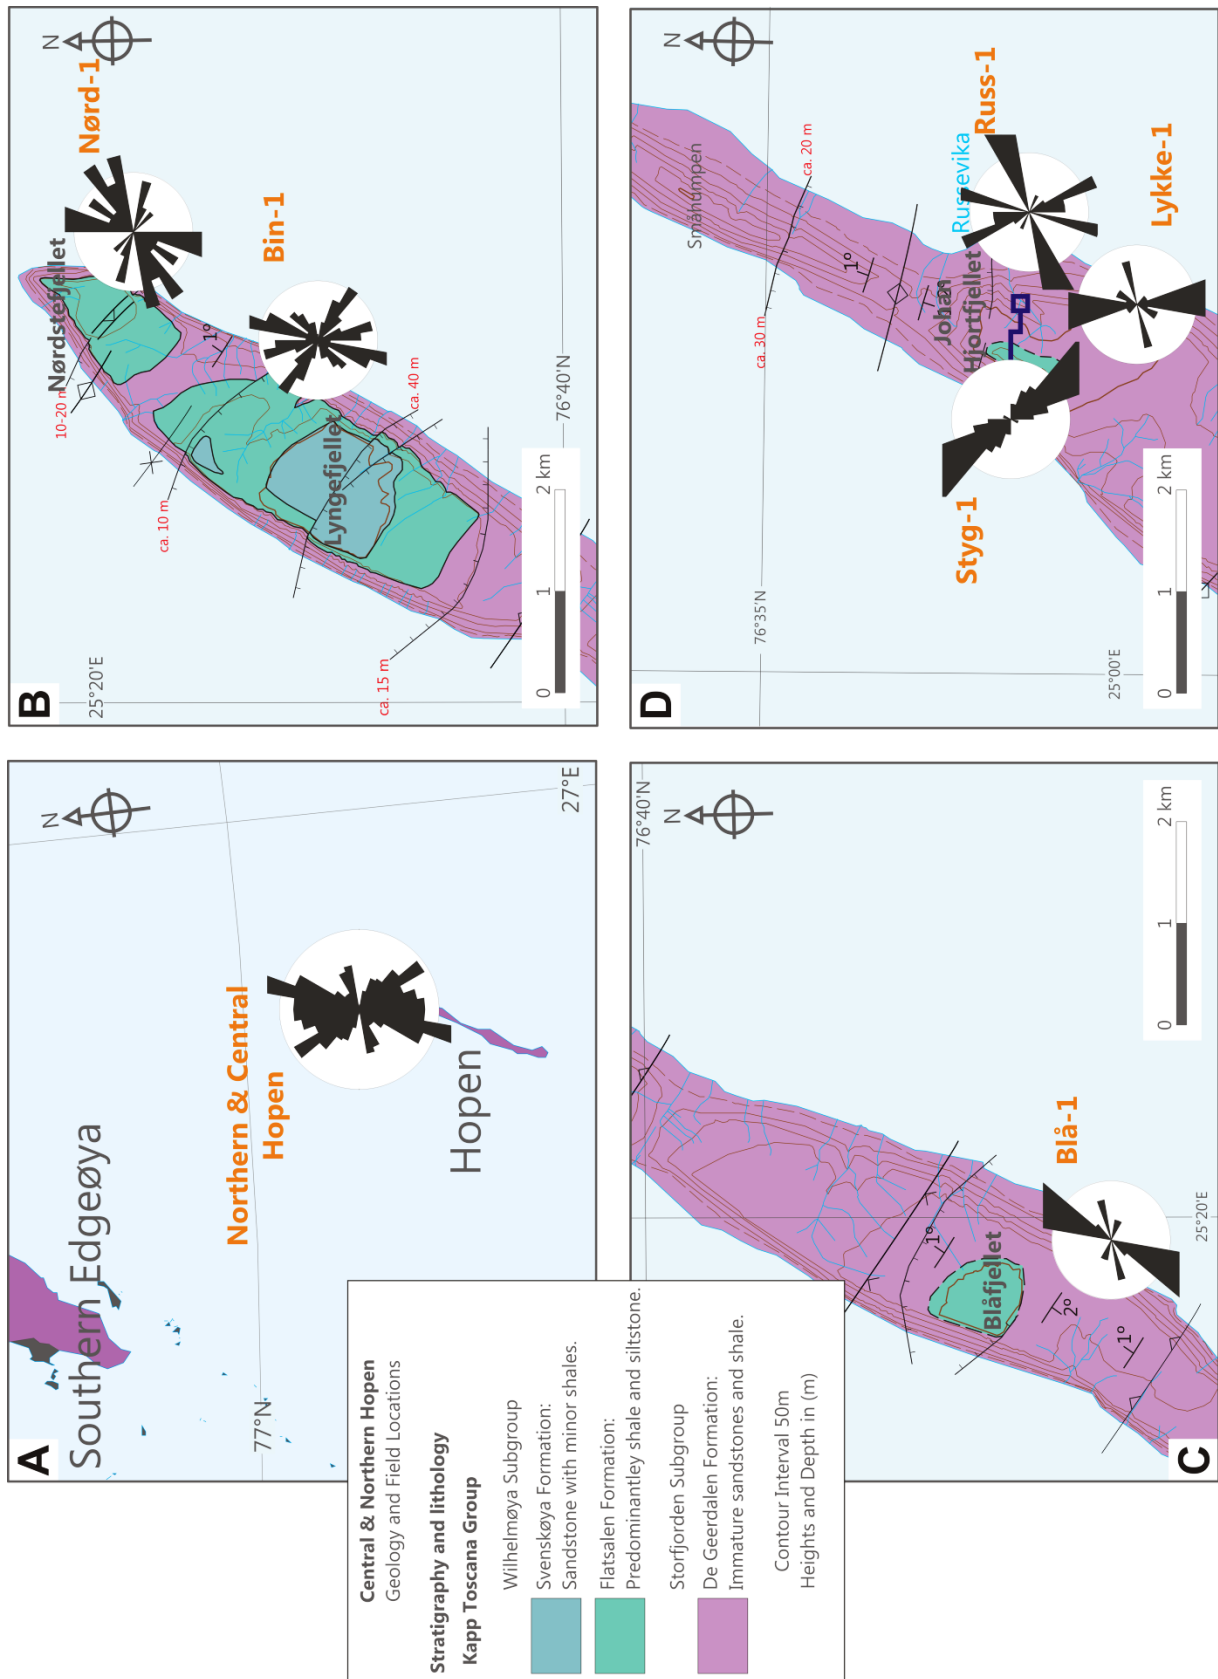 A
Southern Edgeøya
77°N
Northern & Central
Hopen
Hopen
27°E
N
B
25°20'E
Nørdstefjellet
Nørd-1
Bin-1
10-20 m
1°
ca. 10 m
ca. 40 m
Lyngefjellet
ca. 15 m
76°40'N
0 1 2 km
N
Central & Northern Hopen
Geology and Field Locations
Stratigraphy and lithology
Kapp Toscana Group
Wilhelmøya Subgroup
Svenskøya Formation:
Sandstone with minor shales.
Flatsalen Formation:
Predominantley shale and siltstone.
Storfjorden Subgroup
De Geerdalen Formation:
Immature sandstones and shale.
Contour Interval 50m
Heights and Depth in (m)
C
76°40'N
N
1°
Blåfjellet
2°
1°
Blå-1
25°20'E
0 1 2 km
D
76°35'N
N
Småhumpen
ca. 20 m
ca. 30 m
1°
2°
Johan
Hjortfjellet
Russevika
Russ-1
Lykke-1
Styg-1
25°00'E
0 1 2 km